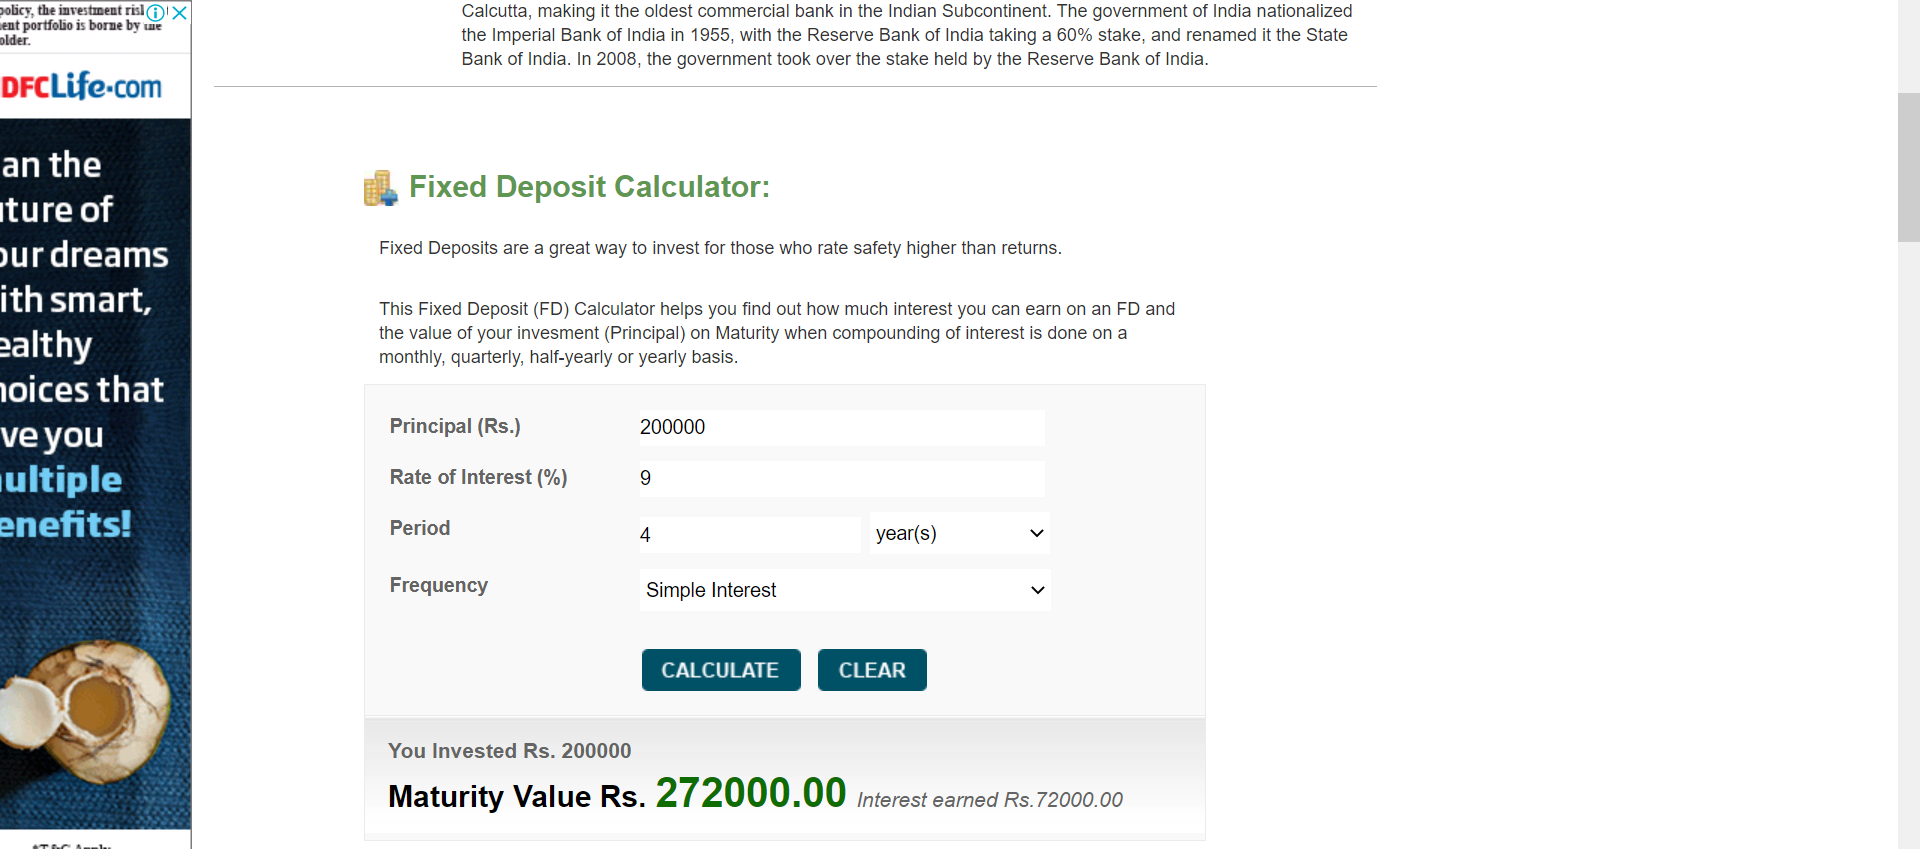 policy, the investment risk
ent portfolio is borne by the
older.
DFCLife.com
an the
uture of
our dreams
ith smart,
ealthy
hoices that
ve you
ultiple
enefits!
*T&C Apply
Calcutta, making it the oldest commercial bank in the Indian Subcontinent. The government of India nationalized
the Imperial Bank of India in 1955, with the Reserve Bank of India taking a 60% stake, and renamed it the State
Bank of India. In 2008, the government took over the stake held by the Reserve Bank of India.
Fixed Deposit Calculator:
Fixed Deposits are a great way to invest for those who rate safety higher than returns.
This Fixed Deposit (FD) Calculator helps you find out how much interest you can earn on an FD and
the value of your invesment (Principal) on Maturity when compounding of interest is done on a
monthly, quarterly, half-yearly or yearly basis.
Principal (Rs.) 200000
Rate of Interest (%) 9
Period 4 year(s)
Frequency Simple Interest
CALCULATE CLEAR
You Invested Rs. 200000
Maturity Value Rs. 272000.00 Interest earned Rs.72000.00